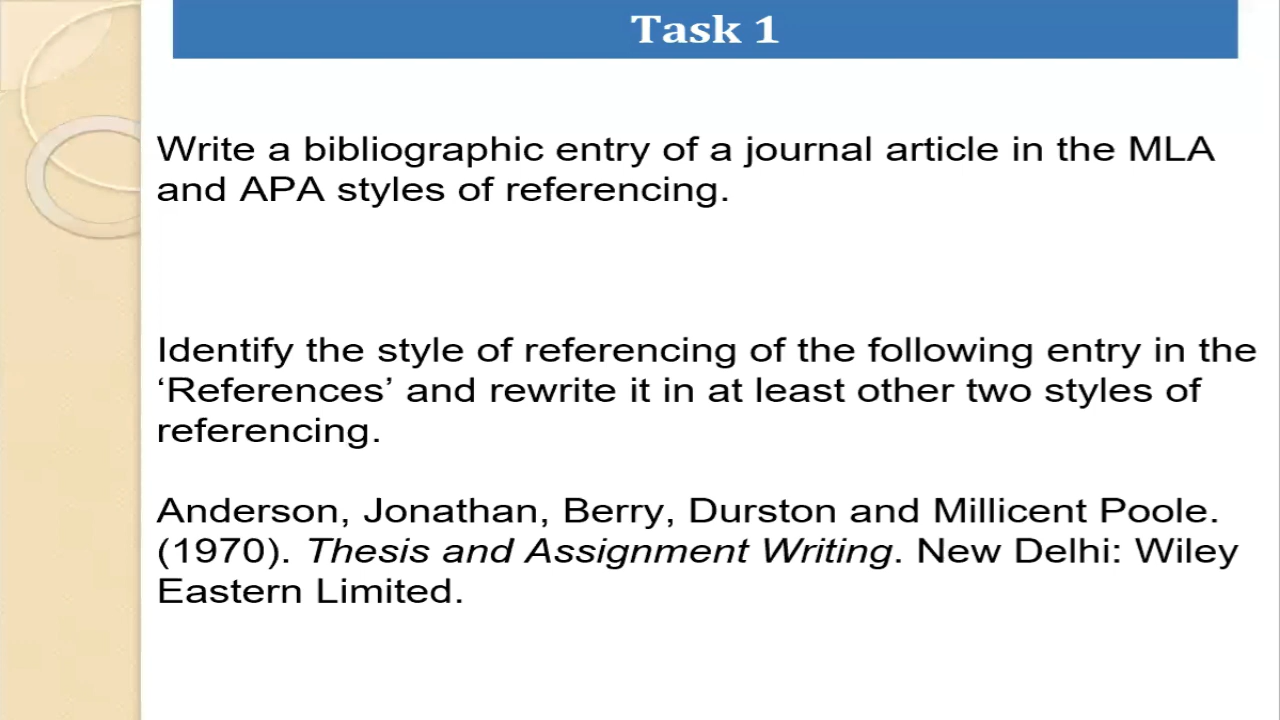 Task 1
Write a bibliographic entry of a journal article in the MLA
and APA styles of referencing.
Identify the style of referencing of the following entry in the
‘References’ and rewrite it in at least other two styles of
referencing.
Anderson, Jonathan, Berry, Durston and Millicent Poole.
(1970). Thesis and Assignment Writing. New Delhi: Wiley
Eastern Limited.